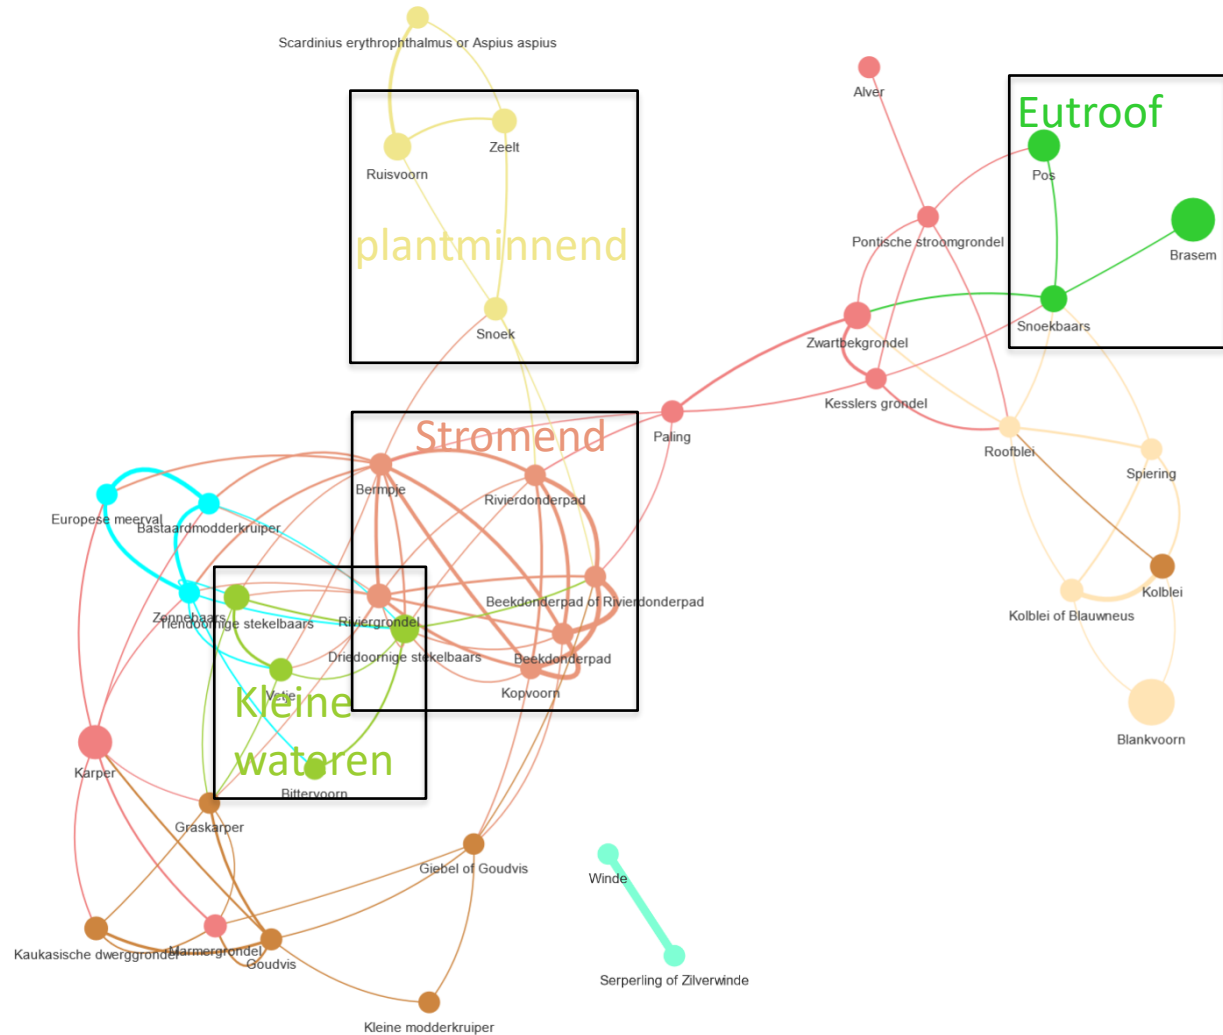 Scardinius erythrophthalmus or Aspius aspius
Alver
Eutroof
Zeelt
Ruisvoorn
Pos
plantminnend
Pontische stroomgrondel
Brasem
Snoek
Snoekbaars
Zwartbekgrondel
Kesslers grondel
Stromend
Paling
Roofblei
Spiering
Bermpje
Rivierdonderpad
Europese meerval
Bastaardmodderkruiper
Kolblei
Beekdonderpad of Rivierdonderpad
Kolblei of Blauwneus
Zonnebaars
Tiendoornige stekelbaars
Riviergrondel
Driedoornige stekelbaars
Beekdonderpad
Vetje
Kopvoorn
Kleine
wateren
Blankvoorn
Karper
Bittervoorn
Graskarper
Giebel of Goudvis
Winde
Kaukasische dwerggrondel
Marmergrondel
Goudvis
Serperling of Zilverwinde
Kleine modderkruiper